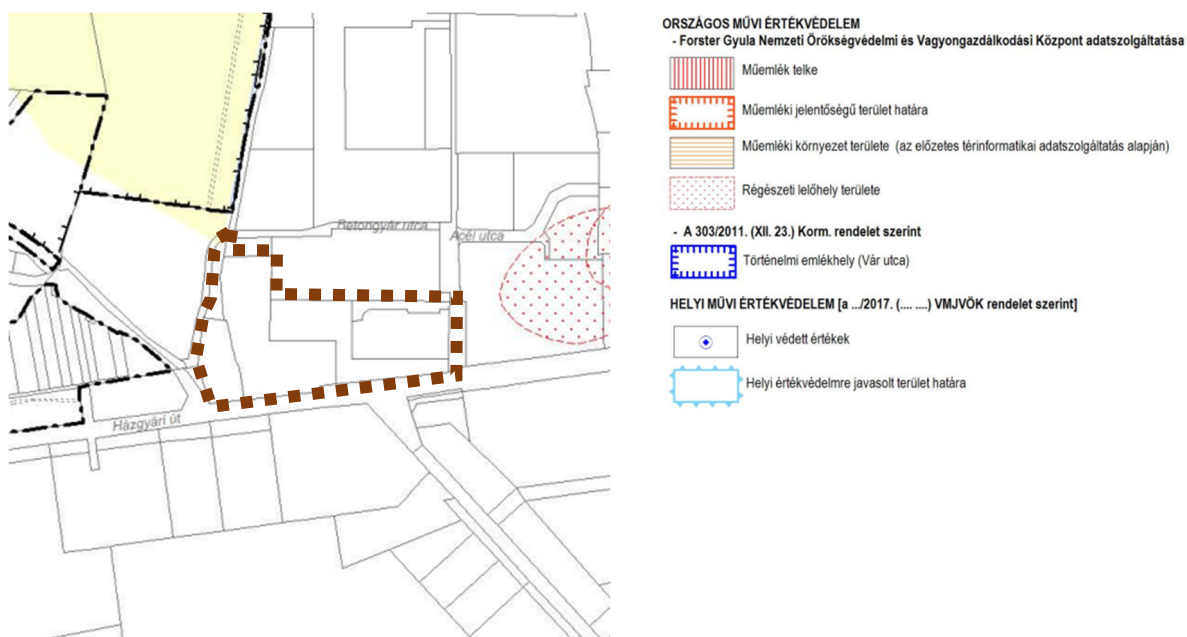 Betongyár utca
Acél utca
Házgyári út
ORSZÁGOS MŰVI ÉRTÉKVÉDELEM
- Forster Gyula Nemzeti Örökségvédelmi és Vagyongazdálkodási Központ adatszolgáltatása
Műemlék telke
Műemléki jelentőségű terület határa
Műemléki környezet területe (az előzetes térinformatikai adatszolgáltatás alapján)
Régészeti lelőhely területe
- A 303/2011. (XII. 23.) Korm. rendelet szerint
Történelmi emlékhely (Vár utca)
HELYI MŰVI ÉRTÉKVÉDELEM [a .../2017. (.... ....) VMJVÖK rendelet szerint]
Helyi védett értékek
Helyi értékvédelmre javasolt terület határa